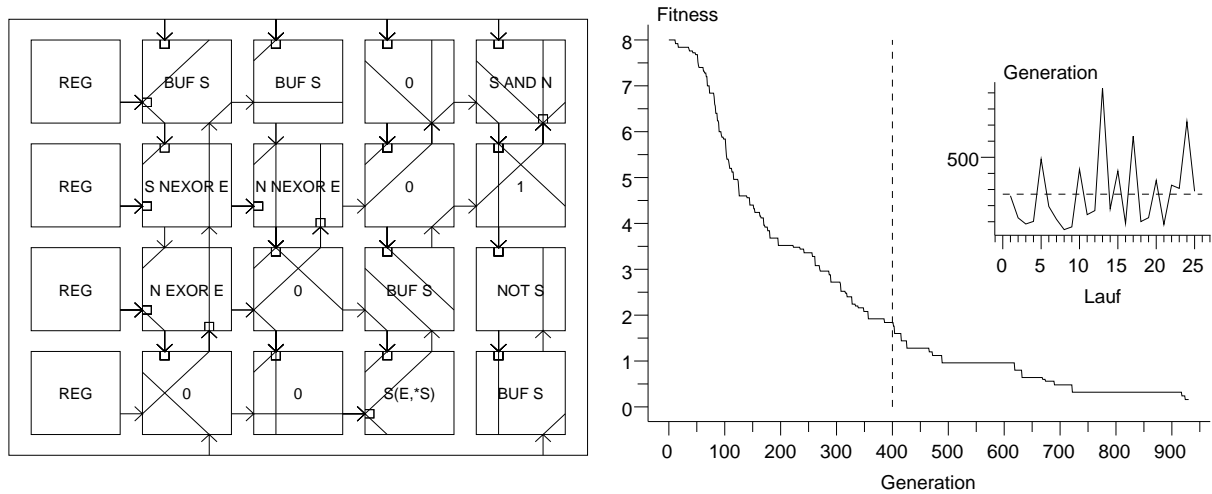 REG BUF S BUF S 0 S AND N
REG S NEXOR E N NEXOR E 0 1
REG N EXOR E 0 BUF S NOT S
REG 0 0 S(E,*S) BUF S
Fitness
8
7
6
5
4
3
2
1
0
0 100 200 300 400 500 600 700 800 900
Generation
Generation
500
0 5 10 15 20 25
Lauf